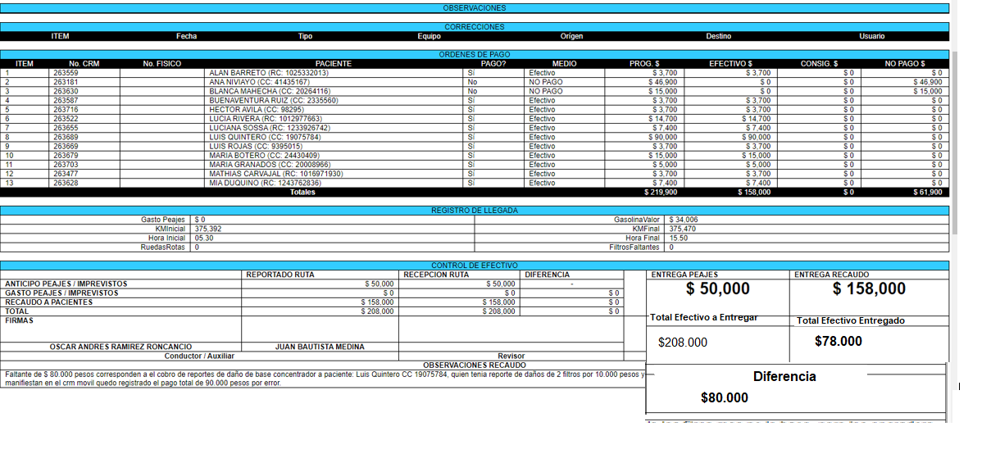 OBSERVACIONES
CORRECCIONES
ITEM Fecha Tipo Equipo Origen Destino Usuario
ORDENES DE PAGO
ITEM No. CRM No. FISICO PACIENTE PAGO? MEDIO PROG. $ EFECTIVO $ CONSIG. $ NO PAGO $
1 263559 ALAN BARRETO (RC: 1025332013) Sí Efectivo $ 3,700 $ 3,700 $ 0 $ 0
2 263181 ANA NIVIAYO (CC: 41435167) No NO PAGO $ 46,900 $ 0 $ 0 $ 46,900
3 263630 BLANCA MAHECHA (CC: 20264116) No NO PAGO $ 15,000 $ 0 $ 0 $ 15,000
4 263587 BUENAVENTURA RUIZ (CC: 2335560) Sí Efectivo $ 3,700 $ 3,700 $ 0 $ 0
5 263716 HECTOR AVILA (CC: 98295) Sí Efectivo $ 3,700 $ 3,700 $ 0 $ 0
6 263522 LUCIA RIVERA (RC: 1012977663) Sí Efectivo $ 14,700 $ 14,700 $ 0 $ 0
7 263655 LUCIANA SOSSA (RC: 1233926742) Sí Efectivo $ 7,400 $ 7,400 $ 0 $ 0
8 263689 LUIS QUINTERO (CC: 19075784) Sí Efectivo $ 90,000 $ 90,000 $ 0 $ 0
9 263669 LUIS ROJAS (CC: 9395015) Sí Efectivo $ 3,700 $ 3,700 $ 0 $ 0
10 263679 MARIA BOTERO (CC: 24430409) Sí Efectivo $ 15,000 $ 15,000 $ 0 $ 0
11 263703 MARIA GRANADOS (CC: 20008966) Sí Efectivo $ 5,000 $ 5,000 $ 0 $ 0
12 263477 MATHIAS CARVAJAL (RC: 1016971930) Sí Efectivo $ 3,700 $ 3,700 $ 0 $ 0
13 263628 MIA DUQUINO (RC: 1243762836) Sí Efectivo $ 7,400 $ 7,400 $ 0 $ 0
Totales $ 219,900 $ 158,000 $ 0 $ 61,900
REGISTRO DE LLEGADA
Gasto Peajes $ 0 GasolinaValor $ 34,006
KMInicial 375,392 KMFinal 375,470
Hora Inicial 05.30 Hora Final 15.50
RuedasRotas 0 FiltrosFaltantes 0
CONTROL DE EFECTIVO
REPORTADO RUTA RECEPCION RUTA DIFERENCIA ENTREGA PEAJES ENTREGA RECAUDO
ANTICIPO PEAJES / IMPREVISTOS $ 50,000 $ 50,000 - $ 50,000 $ 158,000
GASTO PEAJES / IMPREVISTOS $ 0 $ 0 $ 0
RECAUDO A PACIENTES $ 158,000 $ 158,000 $ 0
TOTAL $ 208,000 $ 208,000 $ 0
Total Efectivo a Entregar Total Efectivo Entregado
FIRMAS
$208.000 $78.000
OSCAR ANDRES RAMIREZ RONCANCIO JUAN BAUTISTA MEDINA
Conductor / Auxiliar Revisor
OBSERVACIONES RECAUDO
Faltante de $ 80.000 pesos corresponden a el cobro de reportes de daño de base concentrador a paciente: Luis Quintero CC 19075784, quien tenia reporte de daños de 2 filtros por 10.000 pesos y
manifiestan en el crm movil quedo registrado el pago total de 90.000 pesos por error.
Diferencia
$80.000